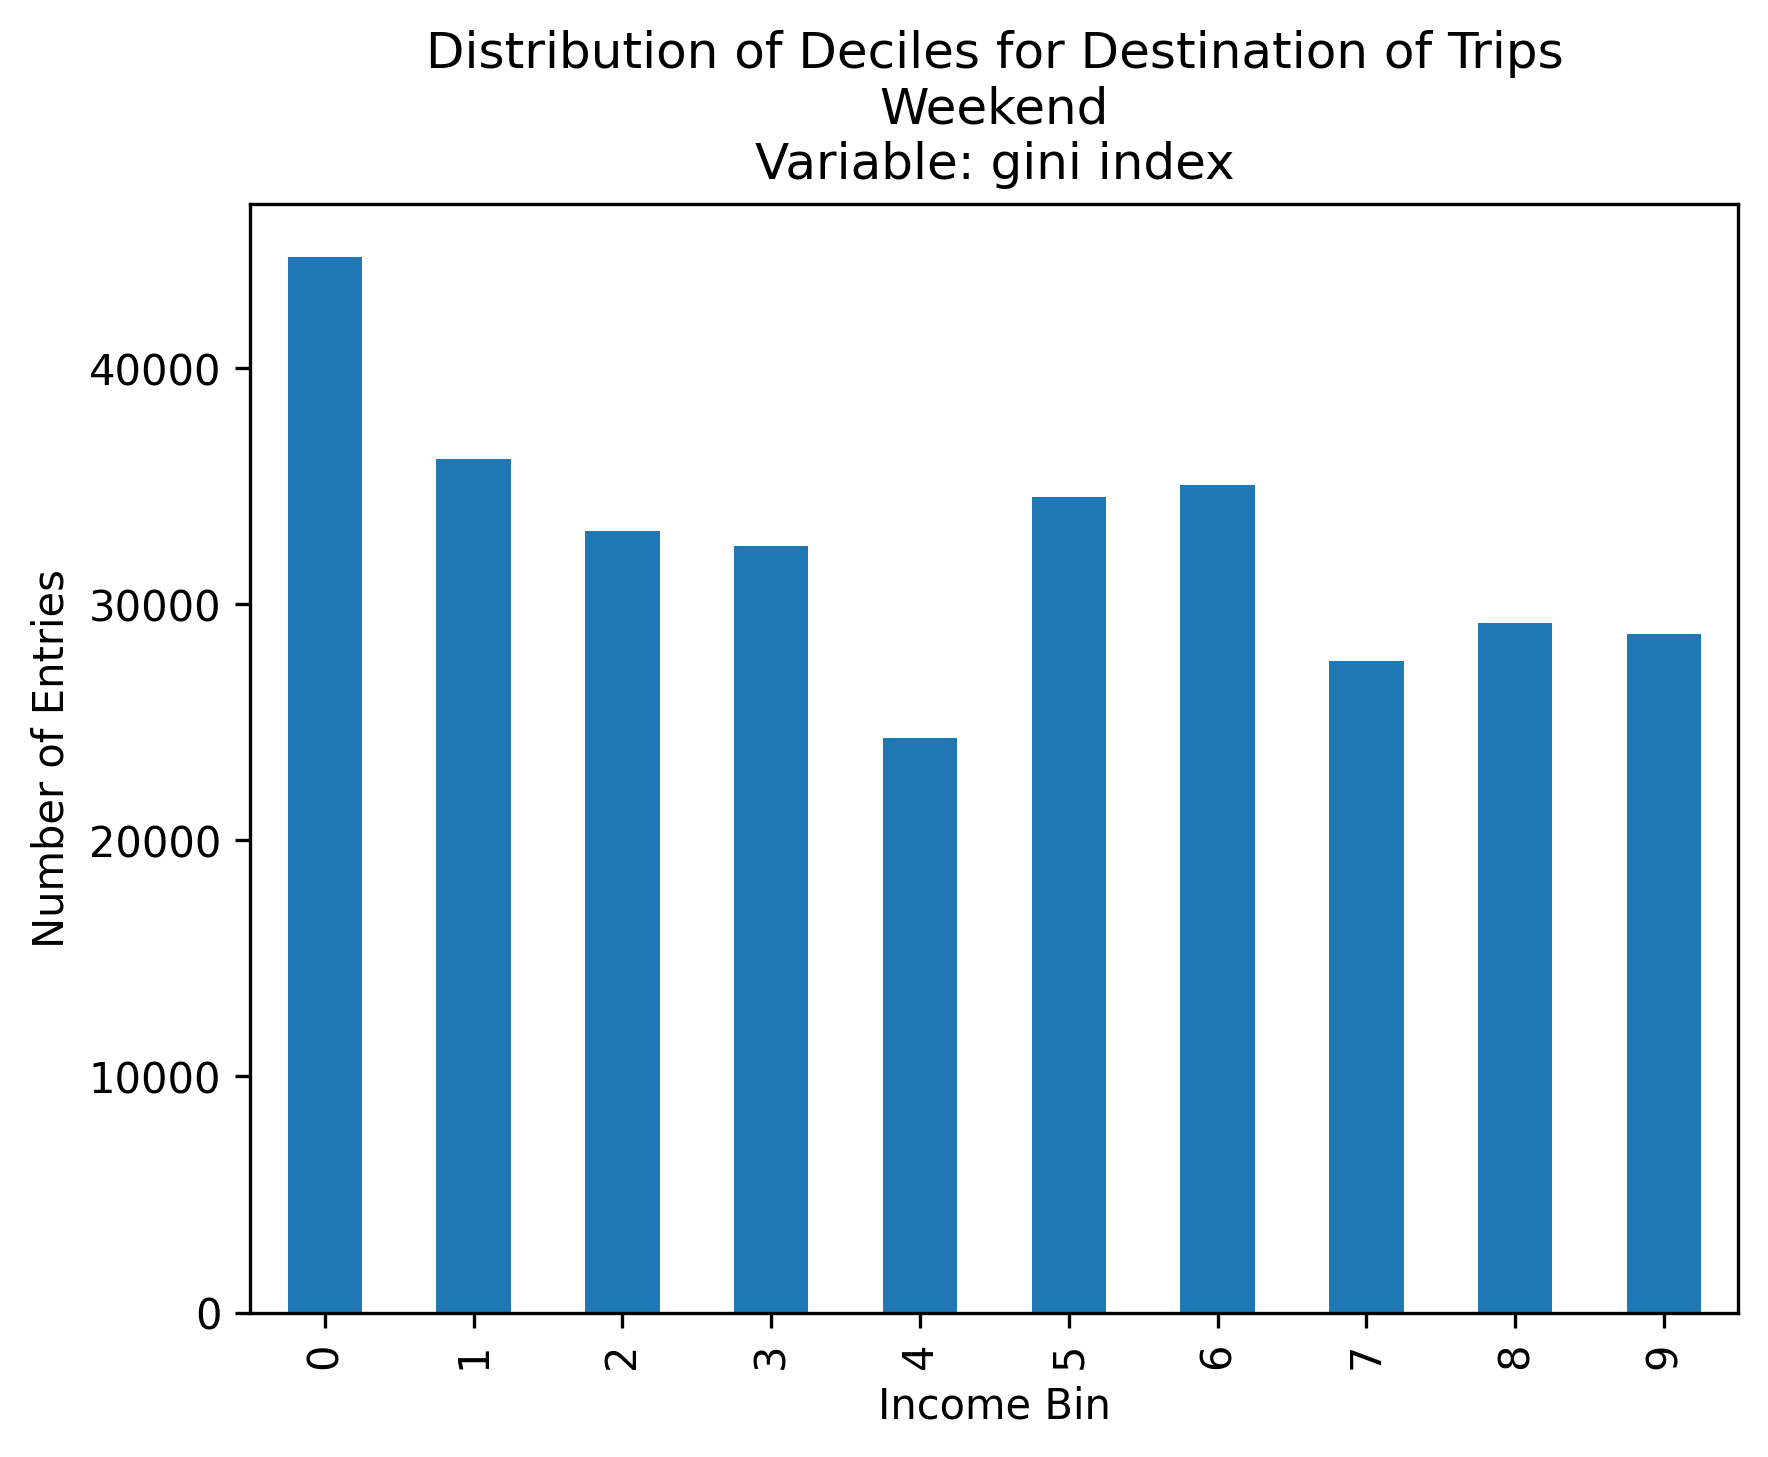 Distribution of Deciles for Destination of Trips
Weekend
Variable: gini index
40000
30000
20000
10000
0
Number of Entries
0 1 2 3 4 5 6 7 8 9
Income Bin